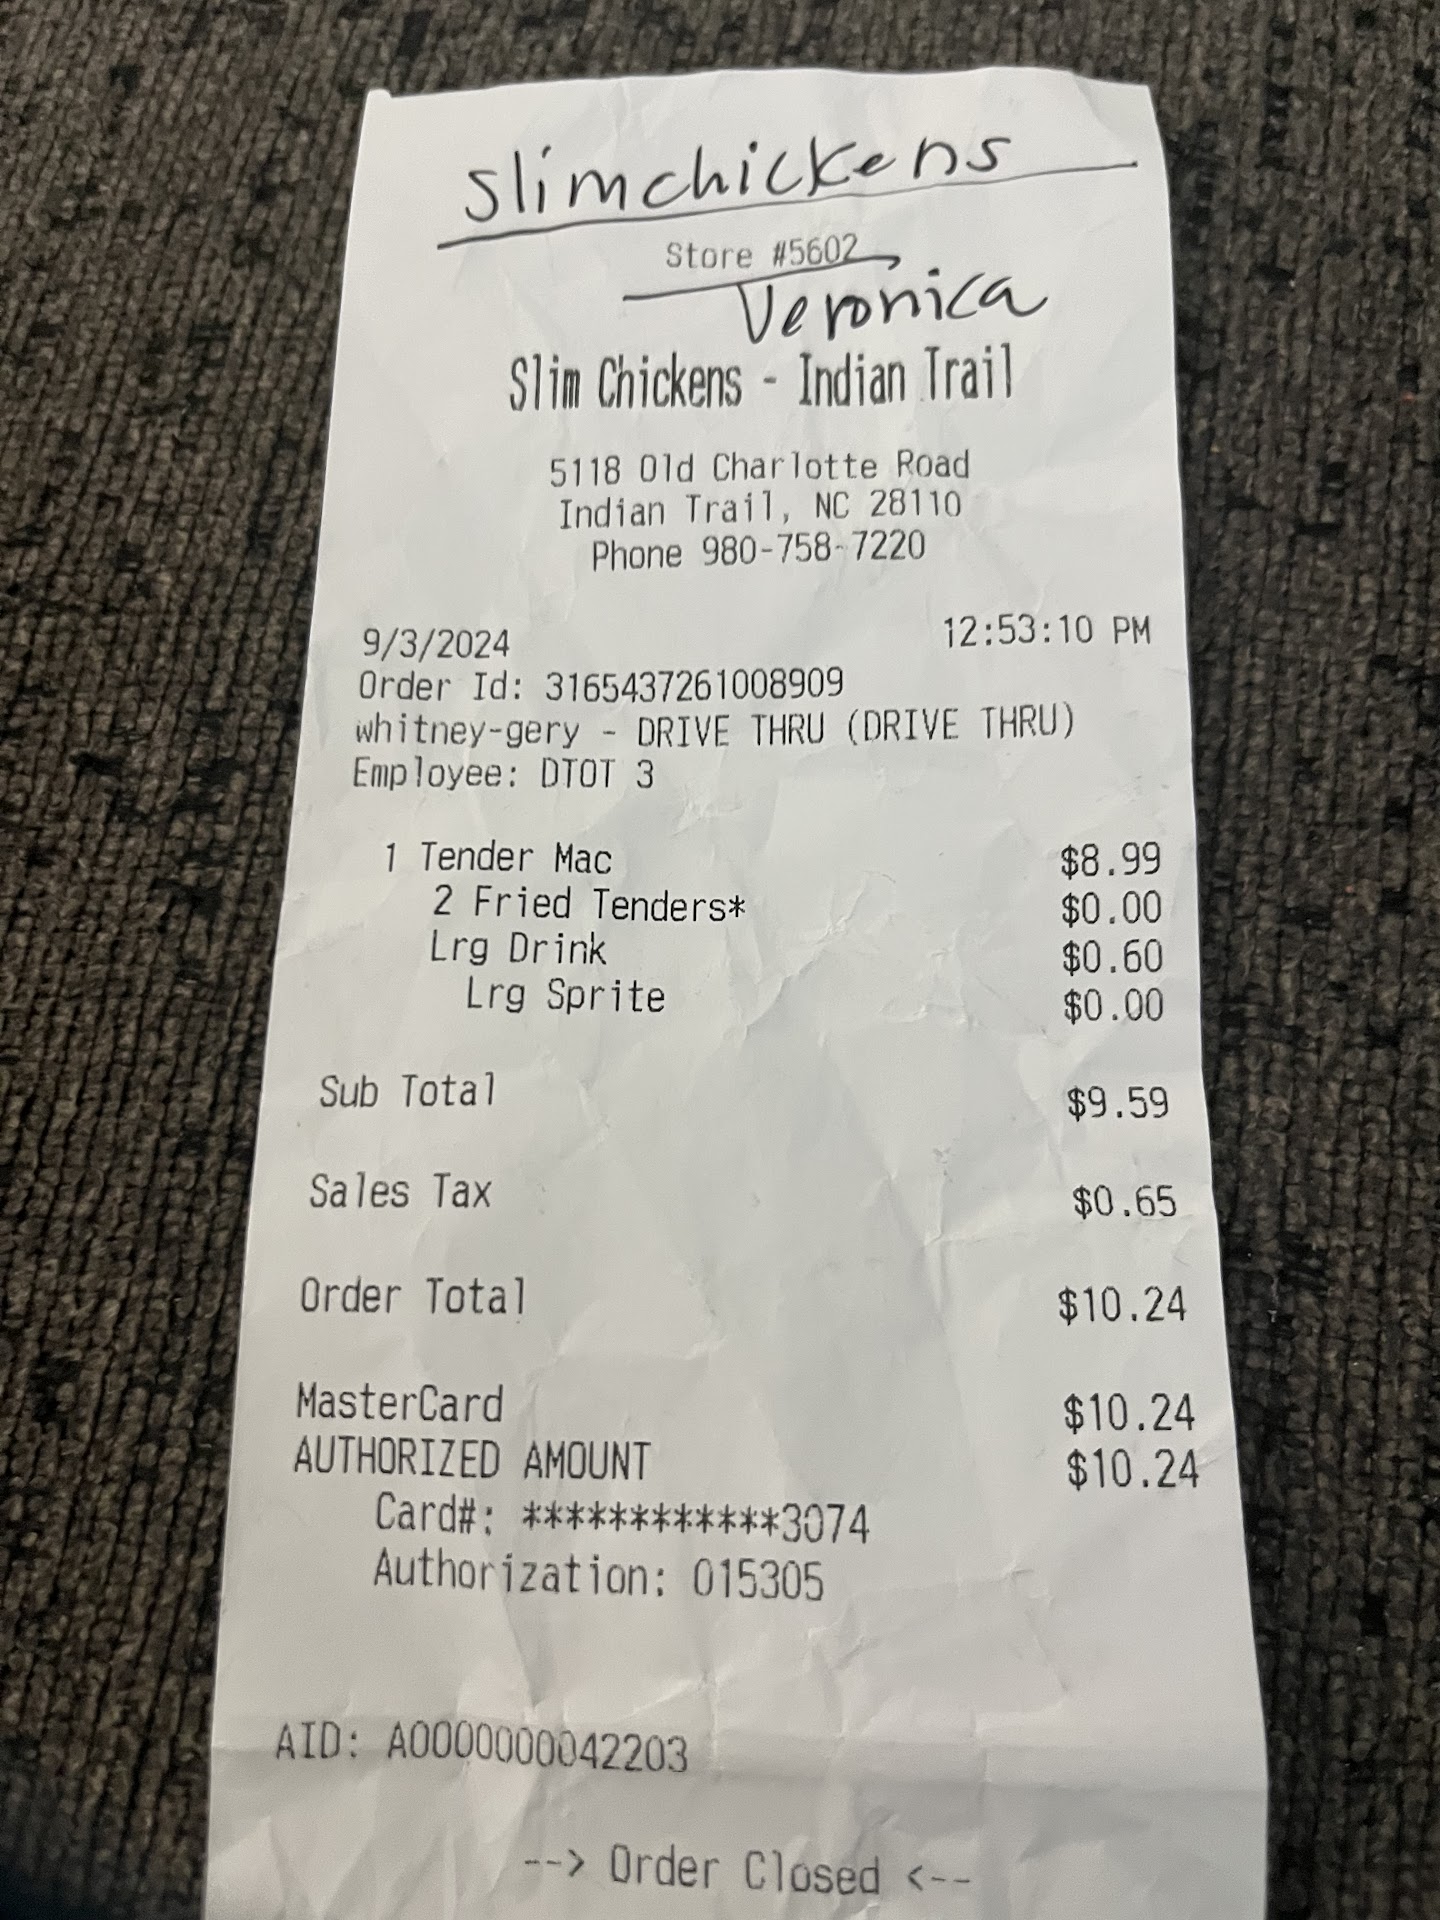 slimchickens
Store #5602
Veronica
Slim Chickens - Indian Trail
5118 Old Charlotte Road
Indian Trail, NC 28110
Phone 980-758-7220
9/3/2024 12:53:10 PM
Order Id: 3165437261008909
whitney-gery - DRIVE THRU (DRIVE THRU)
Employee: DTOT 3
1 Tender Mac $8.99
2 Fried Tenders* $0.00
Lrg Drink $0.60
Lrg Sprite $0.00
Sub Total $9.59
Sales Tax $0.65
Order Total $10.24
MasterCard $10.24
AUTHORIZED AMOUNT $10.24
Card#: ************3074
Authorization: 015305
AID: A0000000042203
--> Order Closed <--